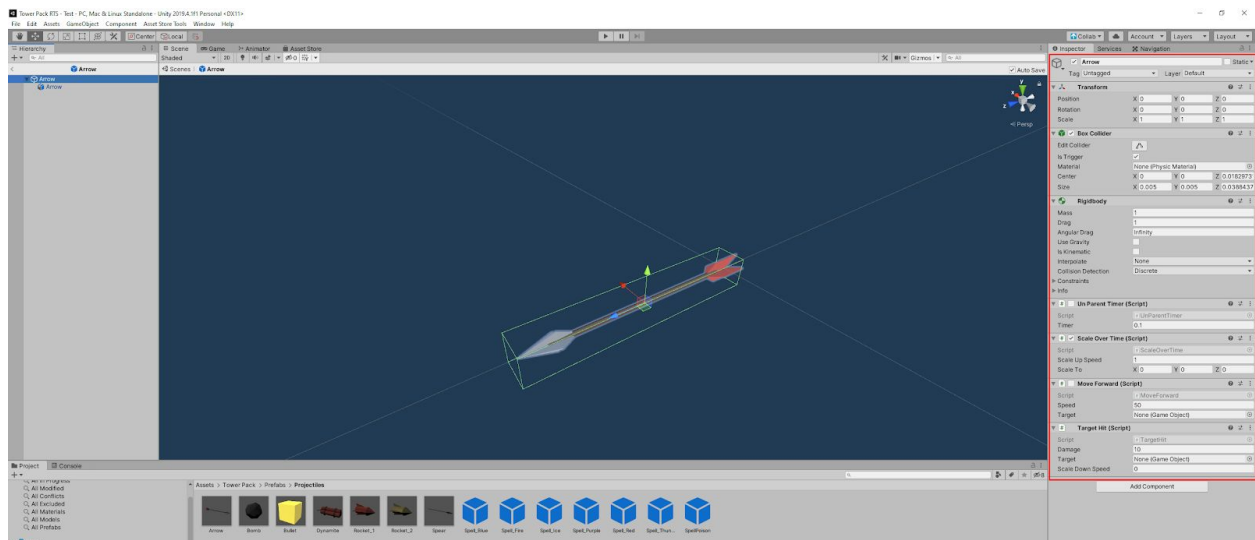 Tower Pack RTS - Test - PC, Mac & Linux Standalone - Unity 2019.4.1f1 Personal <DX11>
File Edit Assets GameObject Component Asset Store Tools Window Help
Center Local
Collab Account Layers Layout
Hierarchy
Scene Game Animator Asset Store
Inspector Services Navigation
All
Shaded 2D Gizmos All
Arrow
Scenes Arrow
Auto Save
Arrow
Arrow
y
x
z
Persp
Arrow Static
Tag Untagged Layer Default
Transform
Position X 0 Y 0 Z 0
Rotation X 0 Y 0 Z 0
Scale X 1 Y 1 Z 1
Box Collider
Edit Collider
Is Trigger
Material None (Physic Material)
Center X 0 Y 0 Z 0.0182973
Size X 0.005 Y 0.005 Z 0.0388437
Rigidbody
Mass 1
Drag 1
Angular Drag Infinity
Use Gravity
Is Kinematic
Interpolate None
Collision Detection Discrete
Constraints
Info
Un Parent Timer (Script)
Script UnParentTimer
Timer 0.1
Scale Over Time (Script)
Script ScaleOverTime
Scale Up Speed 1
Scale To X 0 Y 0 Z 0
Move Forward (Script)
Script MoveForward
Speed 50
Target None (Game Object)
Target Hit (Script)
Script TargetHit
Damage 10
Target None (Game Object)
Scale Down Speed 0
Add Component
Project Console
All In Progress
All Modified
All Conflicts
All Excluded
All Materials
All Models
All Prefabs
Assets > Tower Pack > Prefabs > Projectiles
Arrow Bomb Bullet Dynamite Rocket_1 Rocket_2 Spear Spell_Blue Spell_Fire Spell_Ice Spell_Purple Spell_Red Spell_Thun... SpellPoison